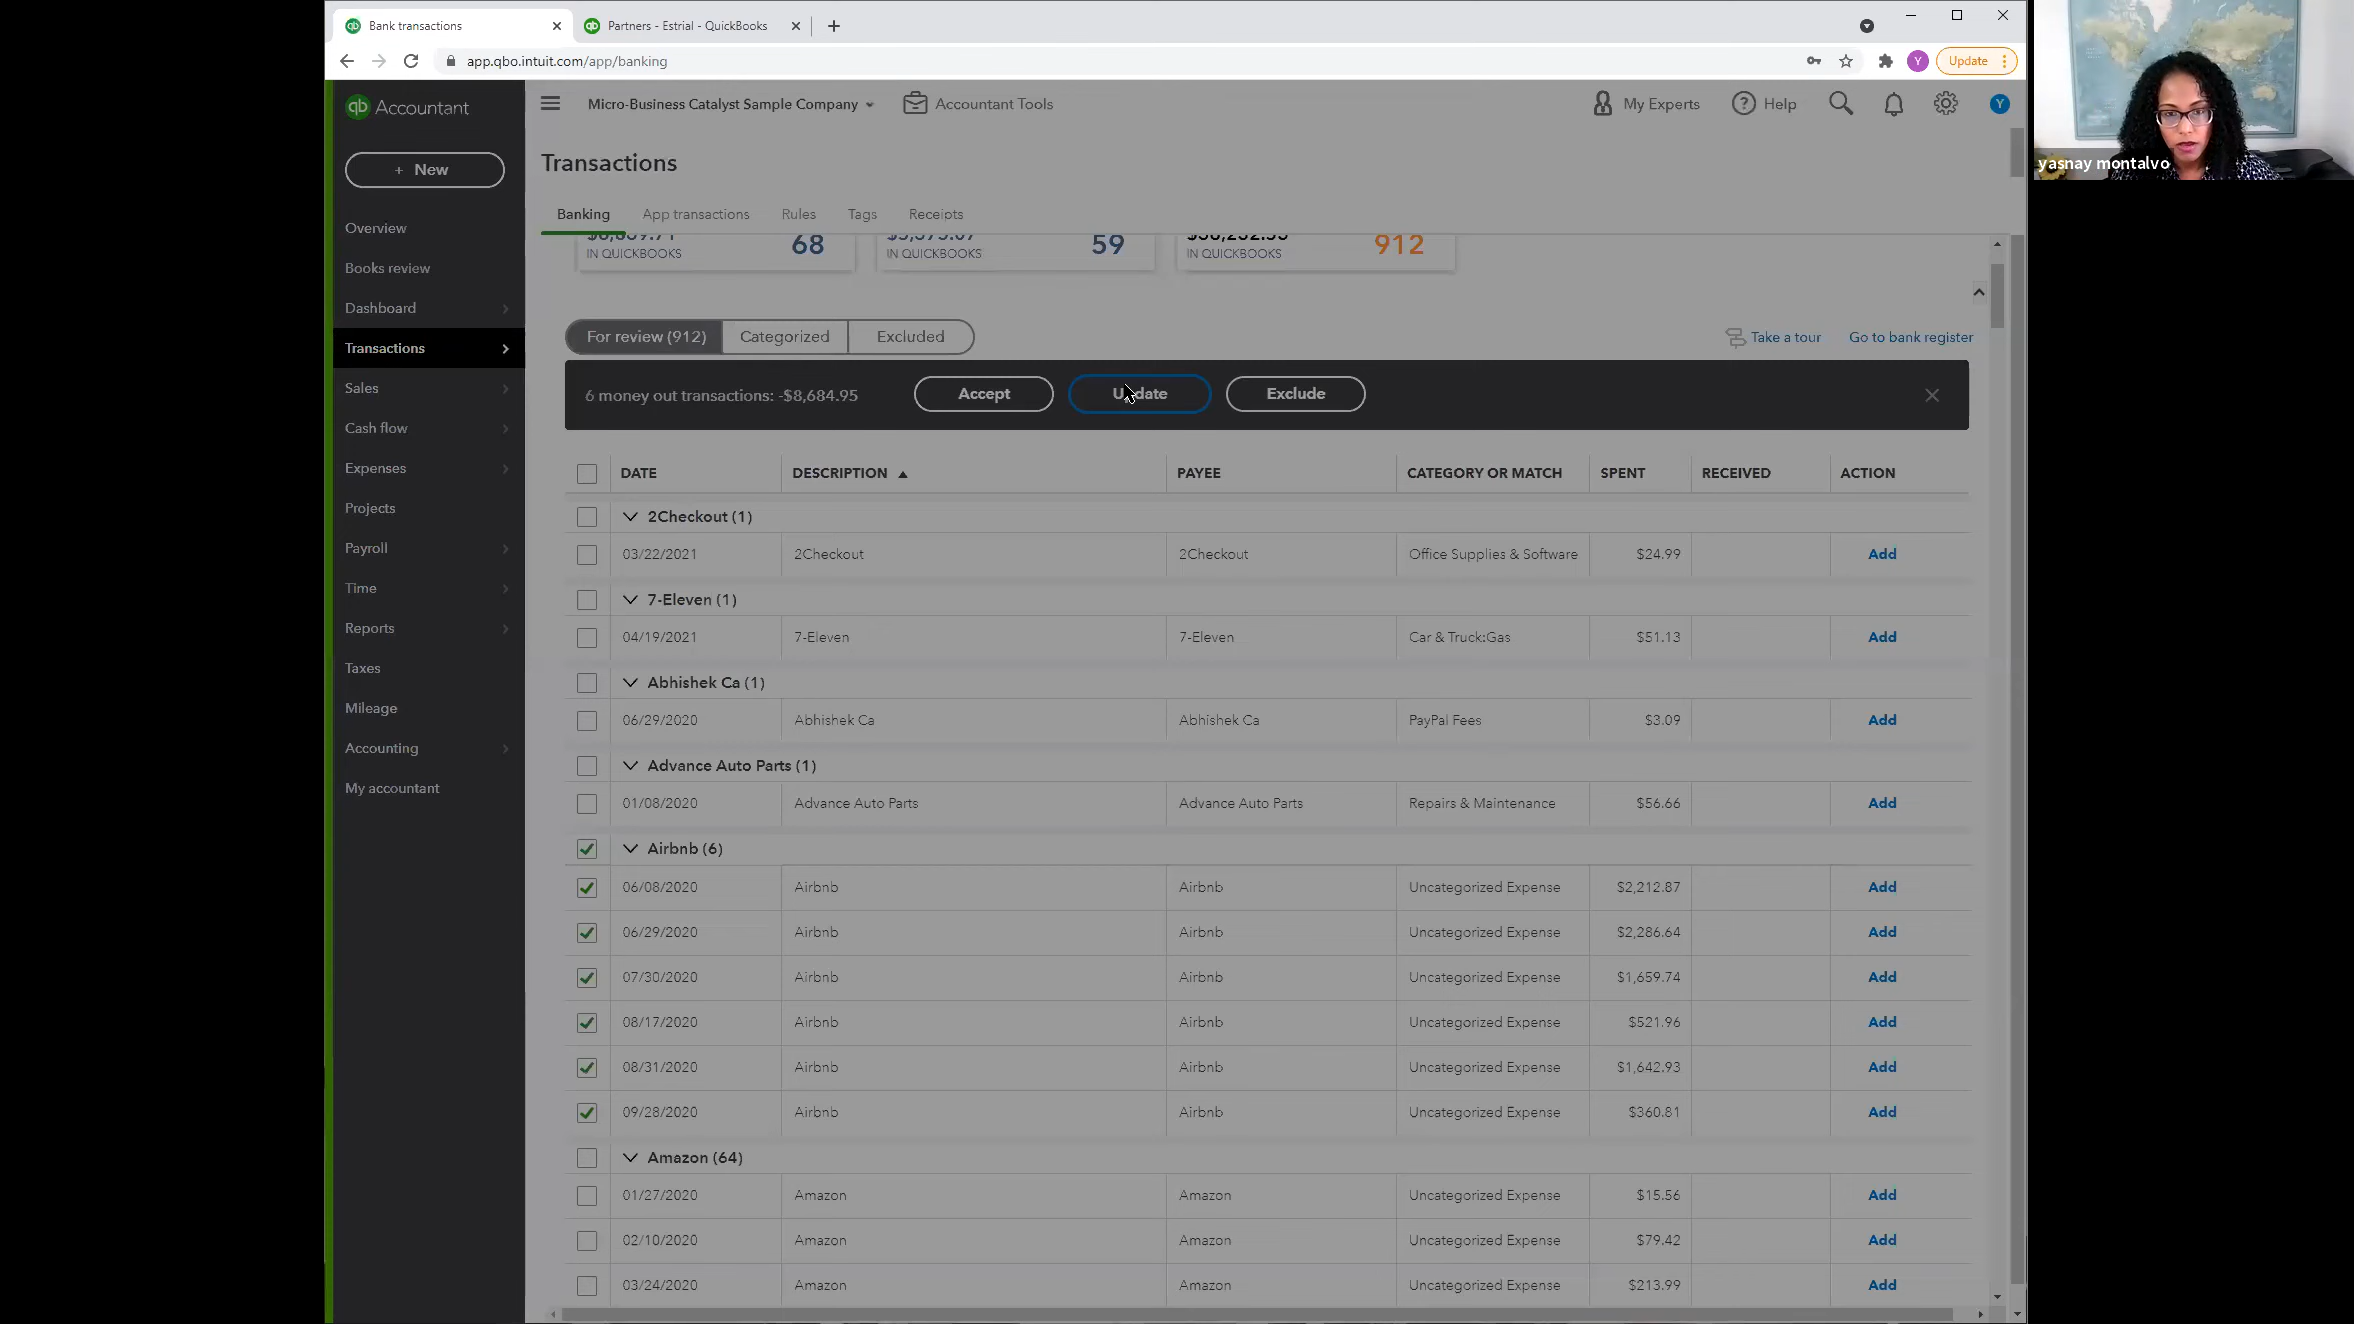 Bank transactions
Partners - Estrial - QuickBooks
app.qbo.intuit.com/app/banking
Y
Update
qb Accountant
Micro-Business Catalyst Sample Company
Accountant Tools
My Experts
Help
Y
+ New
Transactions
Overview
Books review
Dashboard
Transactions
Sales
Cash flow
Expenses
Projects
Payroll
Time
Reports
Taxes
Mileage
Accounting
My accountant
Banking App transactions Rules Tags Receipts
IN QUICKBOOKS 68
IN QUICKBOOKS 59
IN QUICKBOOKS 912
For review (912) Categorized Excluded
Take a tour Go to bank register
6 money out transactions: -$8,684.95 Accept Update Exclude
DATE DESCRIPTION PAYEE CATEGORY OR MATCH SPENT RECEIVED ACTION
2Checkout (1)
03/22/2021 2Checkout 2Checkout Office Supplies & Software $24.99 Add
7-Eleven (1)
04/19/2021 7-Eleven 7-Eleven Car & Truck:Gas $51.13 Add
Abhishek Ca (1)
06/29/2020 Abhishek Ca Abhishek Ca PayPal Fees $3.09 Add
Advance Auto Parts (1)
01/08/2020 Advance Auto Parts Advance Auto Parts Repairs & Maintenance $56.66 Add
Airbnb (6)
06/08/2020 Airbnb Airbnb Uncategorized Expense $2,212.87 Add
06/29/2020 Airbnb Airbnb Uncategorized Expense $2,286.64 Add
07/30/2020 Airbnb Airbnb Uncategorized Expense $1,659.74 Add
08/17/2020 Airbnb Airbnb Uncategorized Expense $521.96 Add
08/31/2020 Airbnb Airbnb Uncategorized Expense $1,642.93 Add
09/28/2020 Airbnb Airbnb Uncategorized Expense $360.81 Add
Amazon (64)
01/27/2020 Amazon Amazon Uncategorized Expense $15.56 Add
02/10/2020 Amazon Amazon Uncategorized Expense $79.42 Add
03/24/2020 Amazon Amazon Uncategorized Expense $213.99 Add
yasnay montalvo